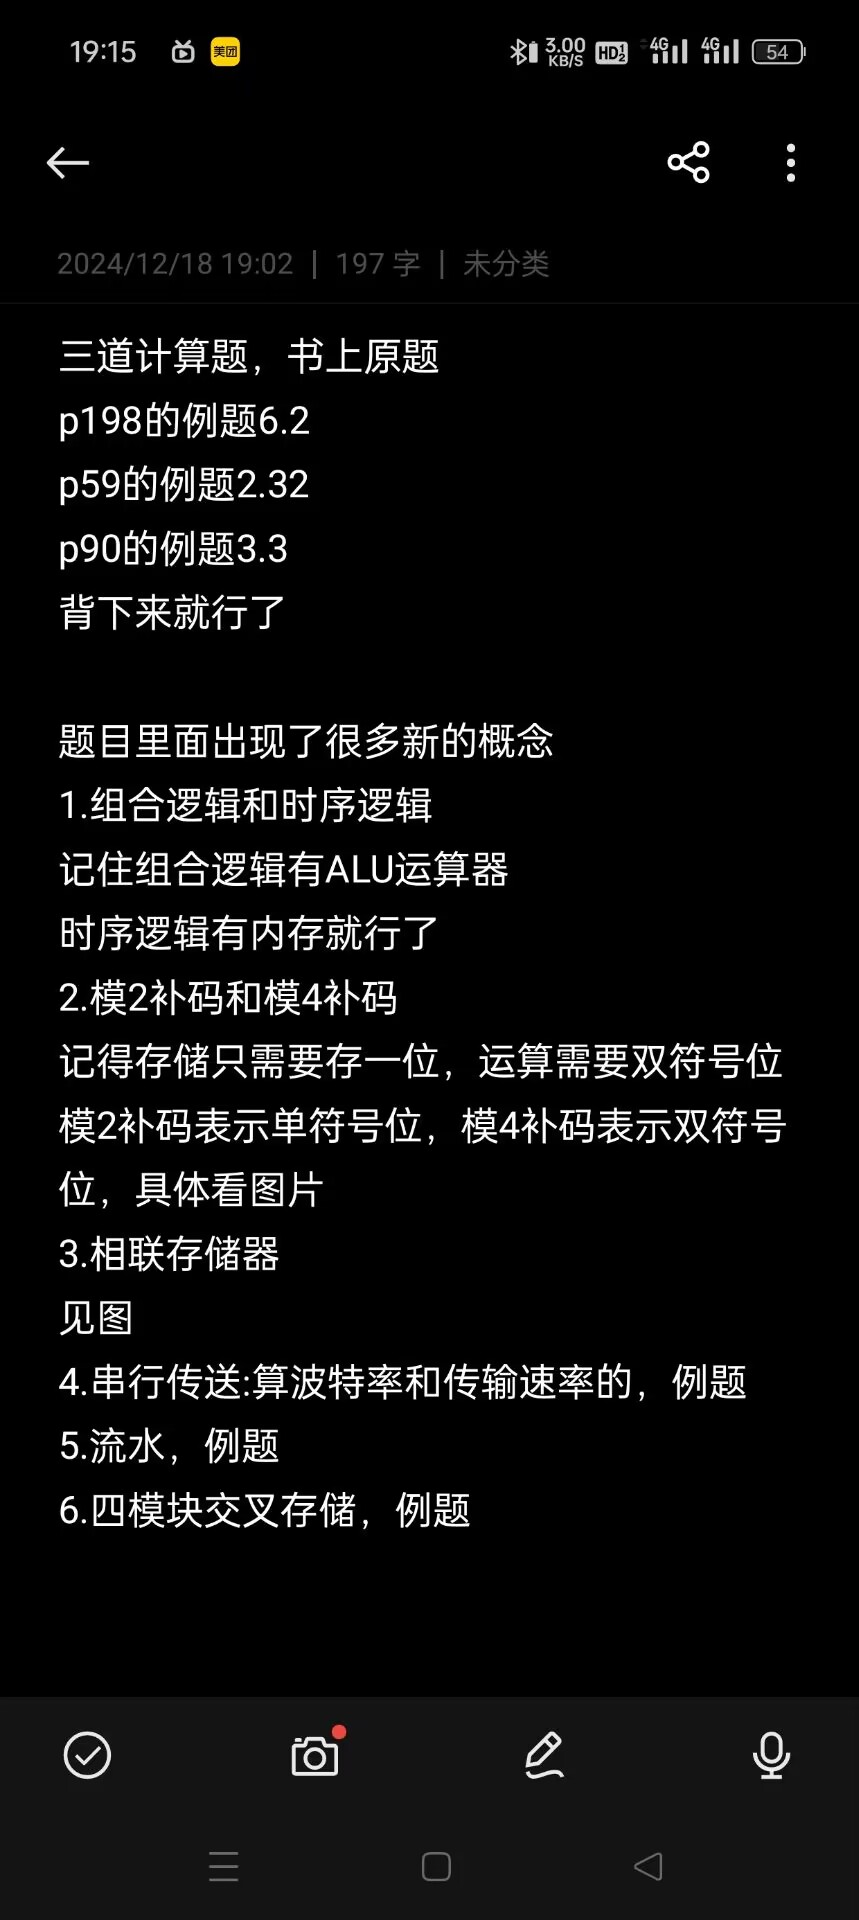 19:15 美团 3.00 KB/S HD 1 2 4G 4G 54
2024/12/18 19:02 | 197 字 | 未分类
三道计算题，书上原题
p198的例题6.2
p59的例题2.32
p90的例题3.3
背下来就行了
题目里面出现了很多新的概念
1.组合逻辑和时序逻辑
记住组合逻辑有ALU运算器
时序逻辑有内存就行了
2.模2补码和模4补码
记得存储只需要存一位，运算需要双符号位
模2补码表示单符号位，模4补码表示双符号
位，具体看图片
3.相联存储器
见图
4.串行传送:算波特率和传输速率的，例题
5.流水，例题
6.四模块交叉存储，例题